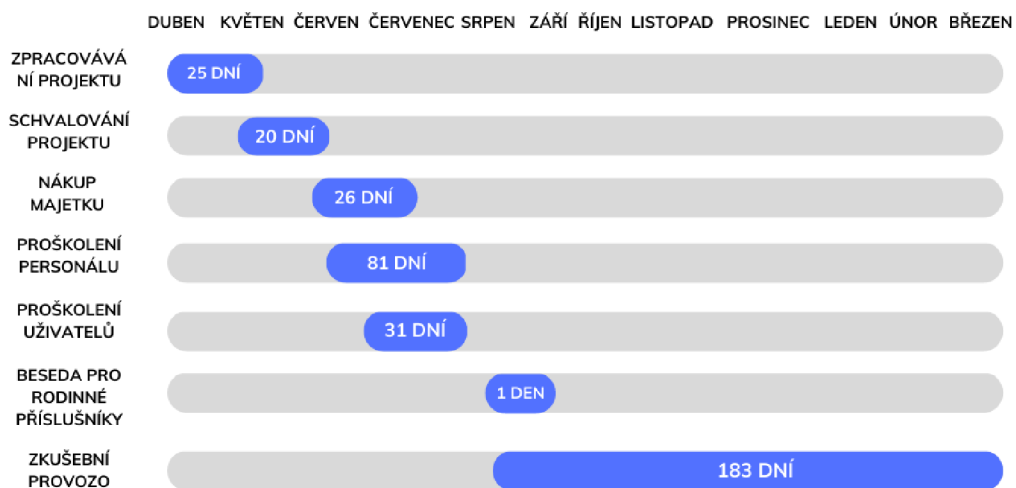 DUBEN KVĚTEN ČERVEN ČERVENEC SRPEN ZÁŘÍ ŘÍJEN LISTOPAD PROSINEC LEDEN ÚNOR BŘEZEN
ZPRACOVÁVÁ
NÍ PROJEKTU
25 DNÍ
SCHVALOVÁNÍ
PROJEKTU
20 DNÍ
NÁKUP
MAJETKU
26 DNÍ
PROŠKOLENÍ
PERSONÁLU
81 DNÍ
PROŠKOLENÍ
UŽIVATELŮ
31 DNÍ
BESEDA PRO
RODINNÉ
PŘÍSLUŠNÍKY
1 DEN
ZKUŠEBNÍ
PROVOZO
183 DNÍ